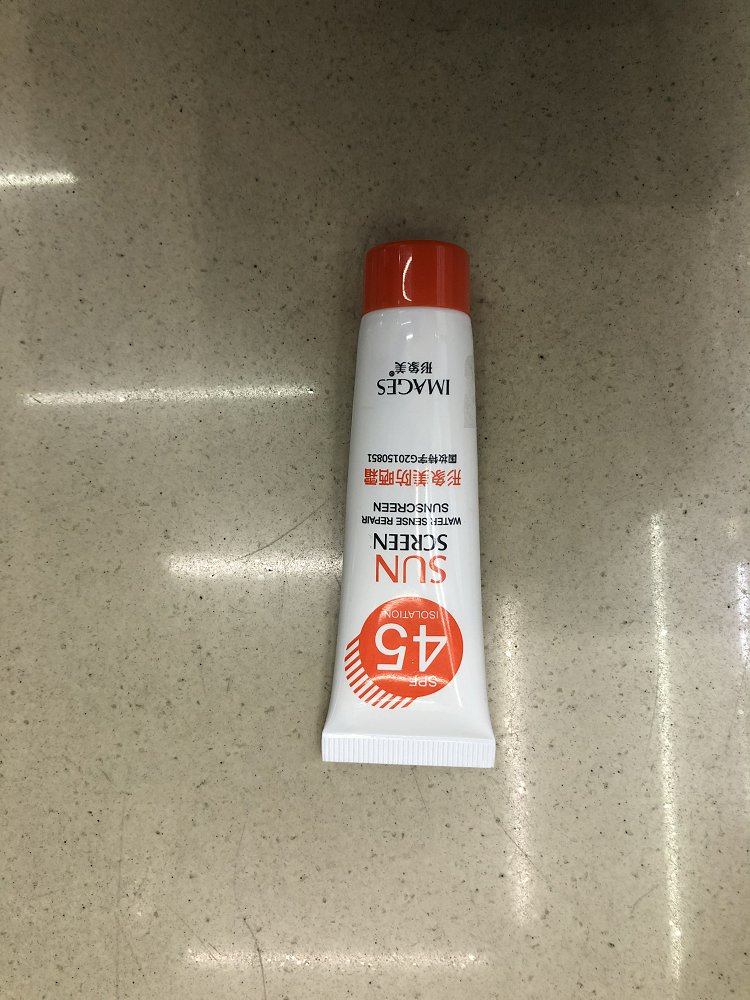 SPF
45
ISOLATION
SUN
SCREEN
WATER SENSE REPAIR
SUNSCREEN
形象美防晒霜
国妆特字G20150851
IMAGES
形象美®